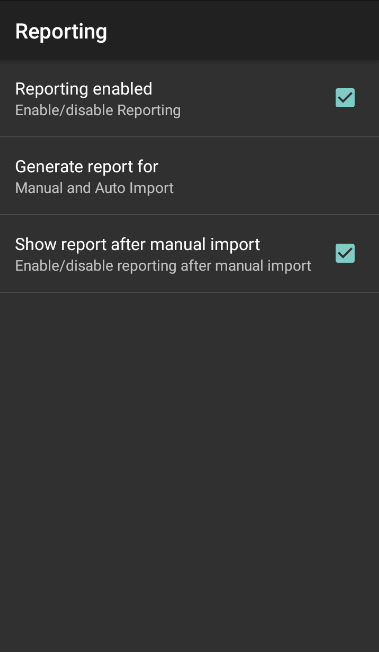 Reporting
Reporting enabled
Enable/disable Reporting
Generate report for
Manual and Auto Import
Show report after manual import
Enable/disable reporting after manual import